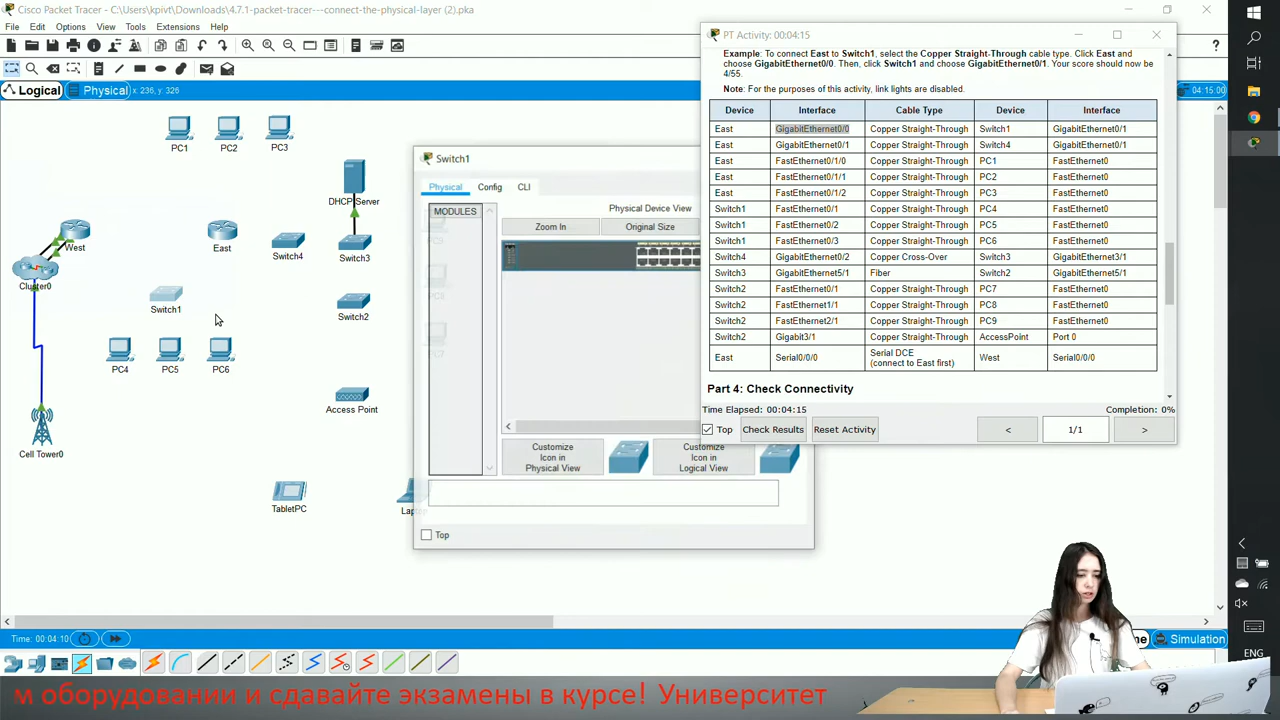 Cisco Packet Tracer - C:\Users\kpivt\Downloads\4.7.1-packet-tracer---connect-the-physical-layer (2).pka
File Edit Options View Tools Extensions Help
Logical Physical x: 236, y: 326
04:15:00
PC1 PC2 PC3
DHCP Server
West East Switch4 Switch3
Cluster0
Switch1 Switch2
PC4 PC5 PC6
Access Point
Cell Tower0
TabletPC
Switch1
Physical Config CLI
MODULES
Physical Device View
Zoom In Original Size
Customize Icon in Physical View
Customize Icon in Logical View
Top
PT Activity: 00:04:15
Example: To connect East to Switch1, select the Copper Straight-Through cable type. Click East and
choose GigabitEthernet0/0. Then, click Switch1 and choose GigabitEthernet0/1. Your score should now be
4/55.
Note: For the purposes of this activity, link lights are disabled.
Device Interface Cable Type Device Interface
East GigabitEthernet0/0 Copper Straight-Through Switch1 GigabitEthernet0/1
East GigabitEthernet0/1 Copper Straight-Through Switch4 GigabitEthernet0/1
East FastEthernet0/1/0 Copper Straight-Through PC1 FastEthernet0
East FastEthernet0/1/1 Copper Straight-Through PC2 FastEthernet0
East FastEthernet0/1/2 Copper Straight-Through PC3 FastEthernet0
Switch1 FastEthernet0/1 Copper Straight-Through PC4 FastEthernet0
Switch1 FastEthernet0/2 Copper Straight-Through PC5 FastEthernet0
Switch1 FastEthernet0/3 Copper Straight-Through PC6 FastEthernet0
Switch4 GigabitEthernet0/2 Copper Cross-Over Switch3 GigabitEthernet3/1
Switch3 GigabitEthernet5/1 Fiber Switch2 GigabitEthernet5/1
Switch2 FastEthernet0/1 Copper Straight-Through PC7 FastEthernet0
Switch2 FastEthernet1/1 Copper Straight-Through PC8 FastEthernet0
Switch2 FastEthernet2/1 Copper Straight-Through PC9 FastEthernet0
Switch2 Gigabit3/1 Copper Straight-Through AccessPoint Port 0
East Serial0/0/0 Serial DCE (connect to East first) West Serial0/0/0
Part 4: Check Connectivity
Time Elapsed: 00:04:15 Completion: 0%
Top Check Results Reset Activity < 1/1 >
Time: 00:04:10
Simulation
ENG
м оборудовании и сдавайте экзамены в курсе! Университет